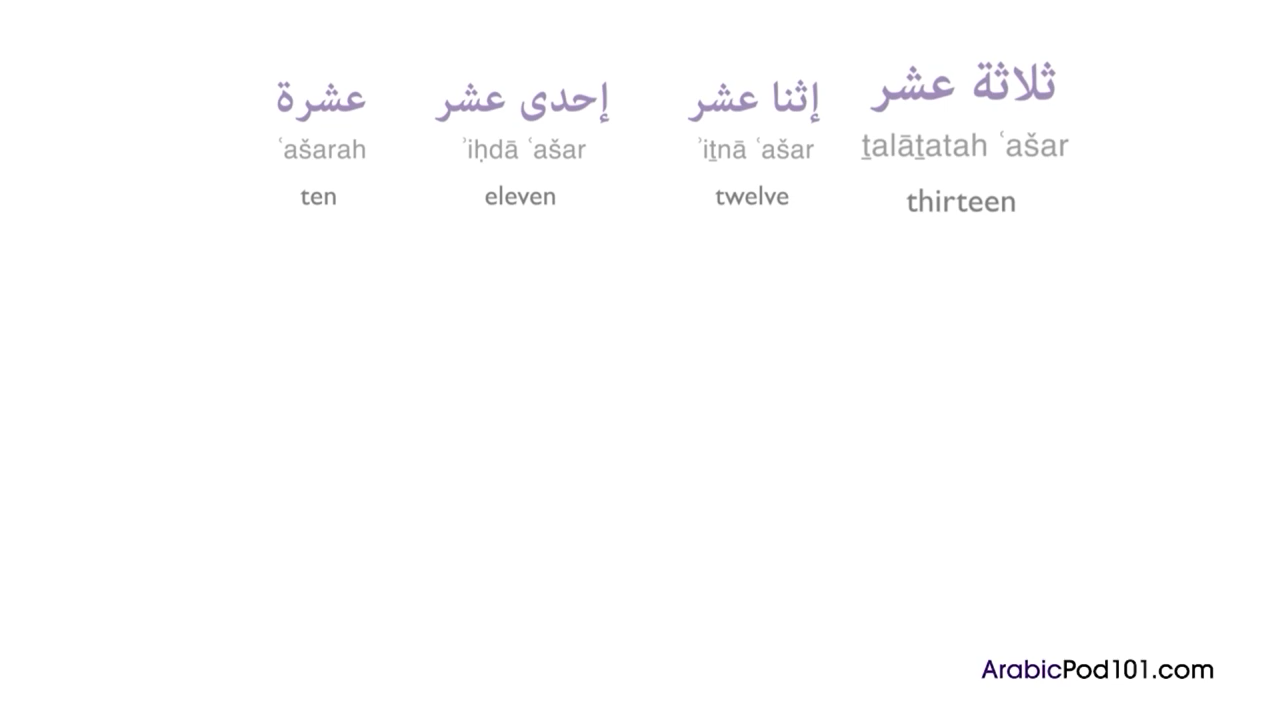 عشرة
ʿašarah
ten
إحدى عشر
ʾiḥdā ʿašar
eleven
إثنا عشر
ʾiṯnā ʿašar
twelve
ثلاثة عشر
ṯalāṯatah ʿašar
thirteen
ArabicPod101.com